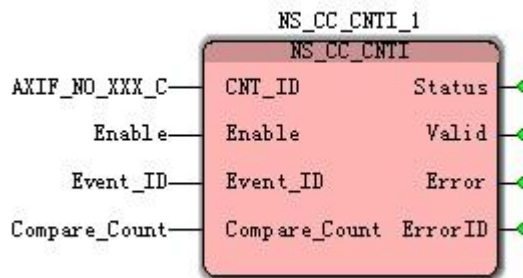 NS_CC_CNTI_1
NS_CC_CNTI
AXIF_NO_XXX_C CNT_ID Status
Enable Enable Valid
Event_ID Event_ID Error
Compare_Count Compare_Count ErrorID